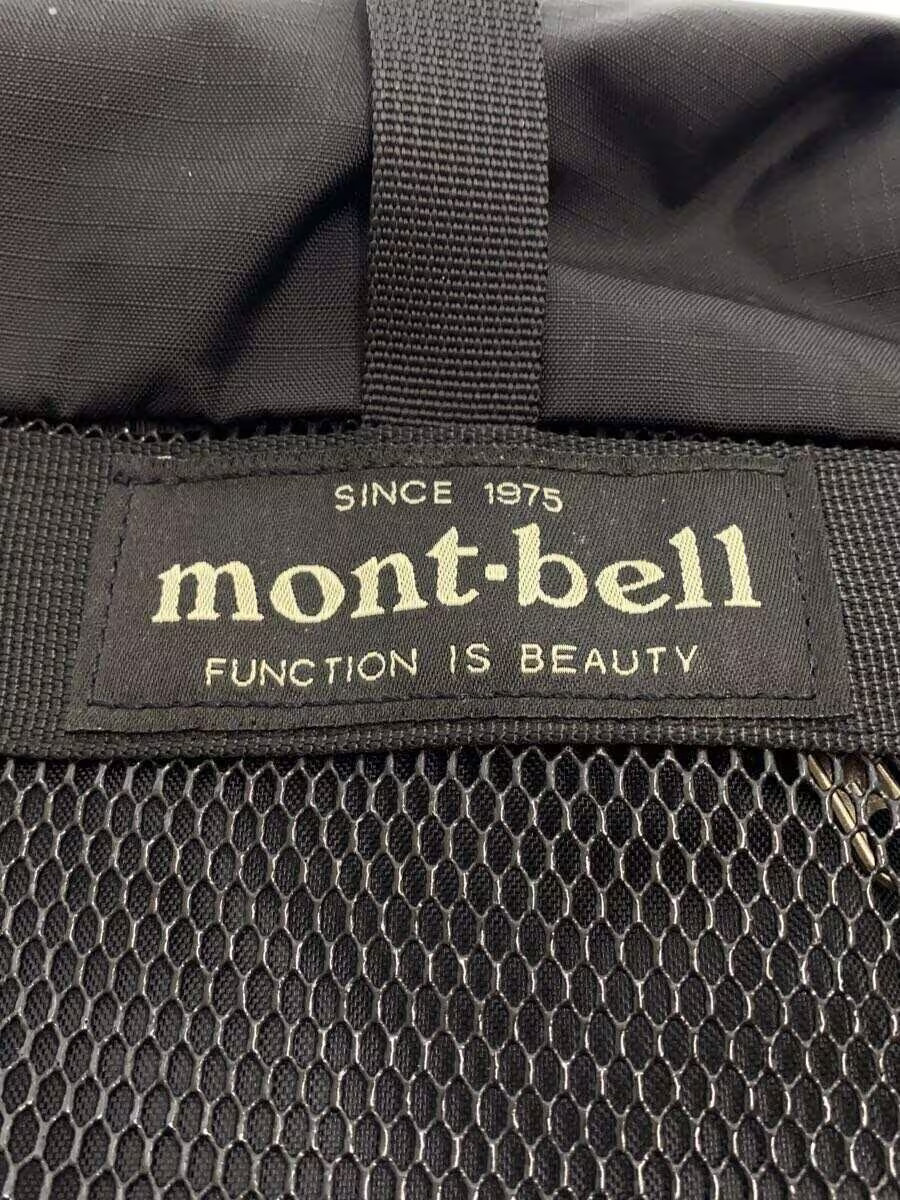 SINCE 1975
mont-bell
FUNCTION IS BEAUTY